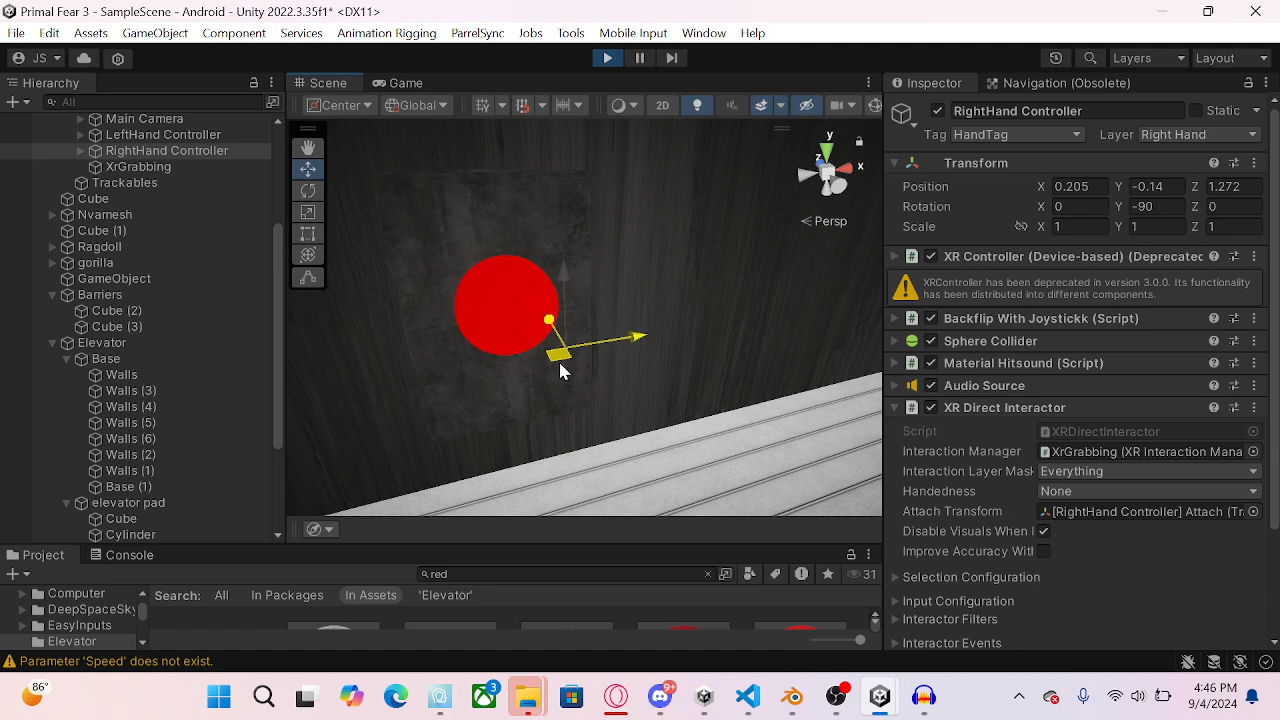 Primal Fear 3 - SampleScene - Android - Unity 2022.3.35f1* <DX11>
File Edit Assets GameObject Component Services Animation Rigging ParrelSync Jobs Tools Mobile Input Window Help
JS Layers Layout
Hierarchy Scene Game Inspector Navigation (Obsolete)
All Center Global 2D RightHand Controller Static
Tag HandTag Layer Right Hand
Main Camera
LeftHand Controller
RightHand Controller
XrGrabbing
Trackables
Cube
Nvamesh
Cube (1)
Ragdoll
gorilla
GameObject
Barriers
Cube (2)
Cube (3)
Elevator
Base
Walls
Walls (3)
Walls (4)
Walls (5)
Walls (6)
Walls (2)
Walls (1)
Base (1)
elevator pad
Cube
Cylinder
y
z x
Persp
Transform
Position X 0.205 Y -0.14 Z 1.272
Rotation X 0 Y -90 Z 0
Scale X 1 Y 1 Z 1
XR Controller (Device-based) (Deprecatec
XRController has been deprecated in version 3.0.0. Its functionality
has been distributed into different components.
Backflip With Joystickk (Script)
Sphere Collider
Material Hitsound (Script)
Audio Source
XR Direct Interactor
Script XRDirectInteractor
Interaction Manager XrGrabbing (XR Interaction Mana
Interaction Layer Mask Everything
Handedness None
Attach Transform [RightHand Controller] Attach (Tr
Disable Visuals When
Improve Accuracy Witl
Selection Configuration
Input Configuration
Interactor Filters
Interactor Events
Project Console
red 31
Search: All In Packages In Assets 'Elevator'
Computer
DeepSpaceSky
EasyInputs
Elevator
Parameter 'Speed' does not exist.
86° 3 9+ 4:46 PM
9/4/2024